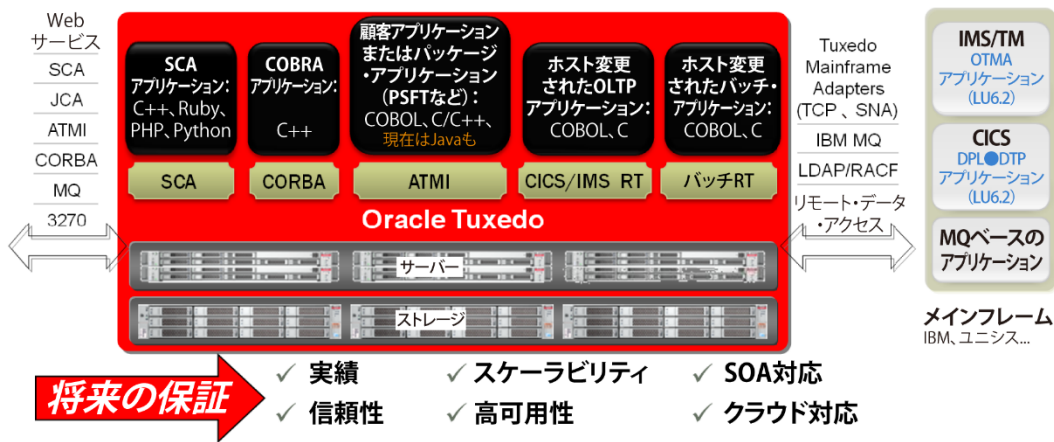 Web
サービス
SCA
JCA
ATMI
CORBA
MQ
3270
SCA
アプリケーション:
C++、Ruby、
PHP、Python
COBRA
アプリケーション:
C++
顧客アプリケーション
またはパッケージ
・アプリケーション
(PSFTなど):
COBOL、C/C++、
現在はJavaも
ホスト変更
されたOLTP
アプリケーション:
COBOL、C
ホスト変更
されたバッチ・
アプリケーション:
COBOL、C
SCA
CORBA
ATMI
CICS/IMS RT
バッチRT
Oracle Tuxedo
サーバー
ストレージ
Tuxedo
Mainframe
Adapters
(TCP 、SNA)
IBM MQ
LDAP/RACF
リモート・データ
・アクセス
IMS/TM
OTMA
アプリケーション
(LU6.2)
CICS
DPL●DTP
アプリケーション
(LU6.2)
MQベースの
アプリケーション
メインフレーム
IBM、ユニシス...
将来の保証
✓ 実績
✓ スケーラビリティ
✓ SOA対応
✓ 信頼性
✓ 高可用性
✓ クラウド対応